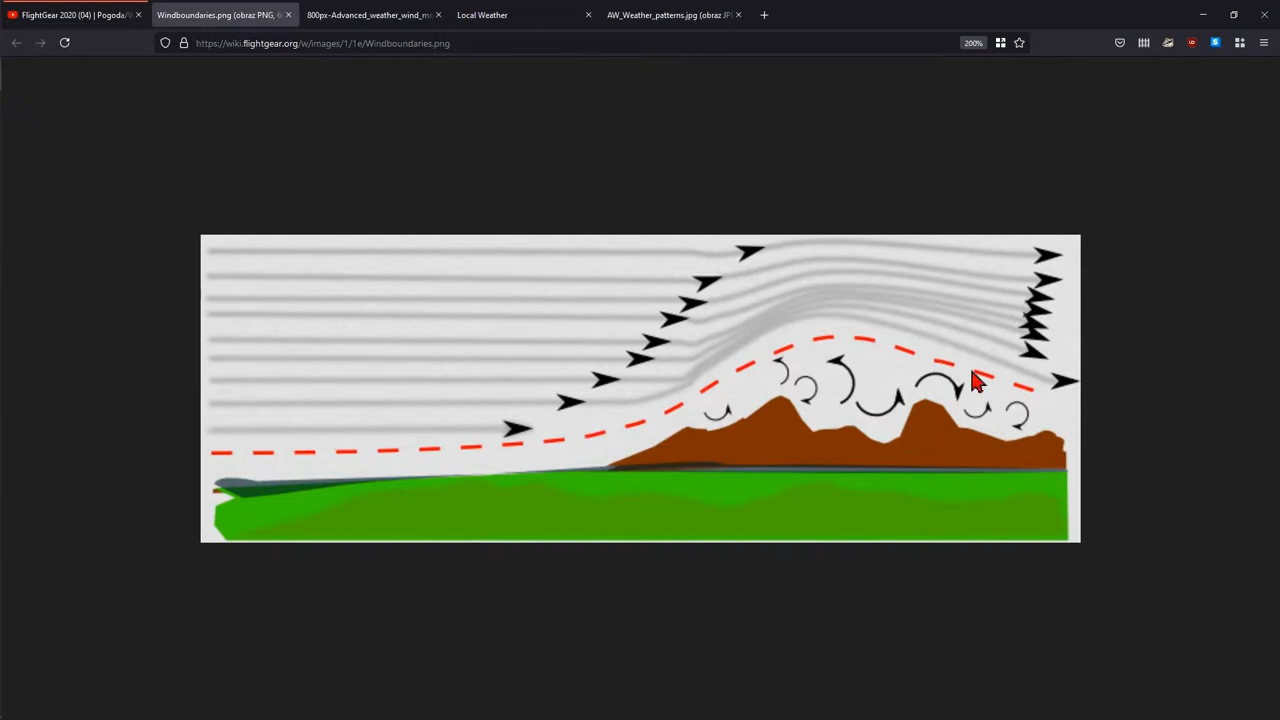 FlightGear 2020 (04) | Pogoda/W
Windboundaries.png (obraz PNG, 6
800px-Advanced_weather_wind_m
Local Weather
AW_Weather_patterns.jpg (obraz JP
https://wiki.flightgear.org/w/images/1/1e/Windboundaries.png
200%